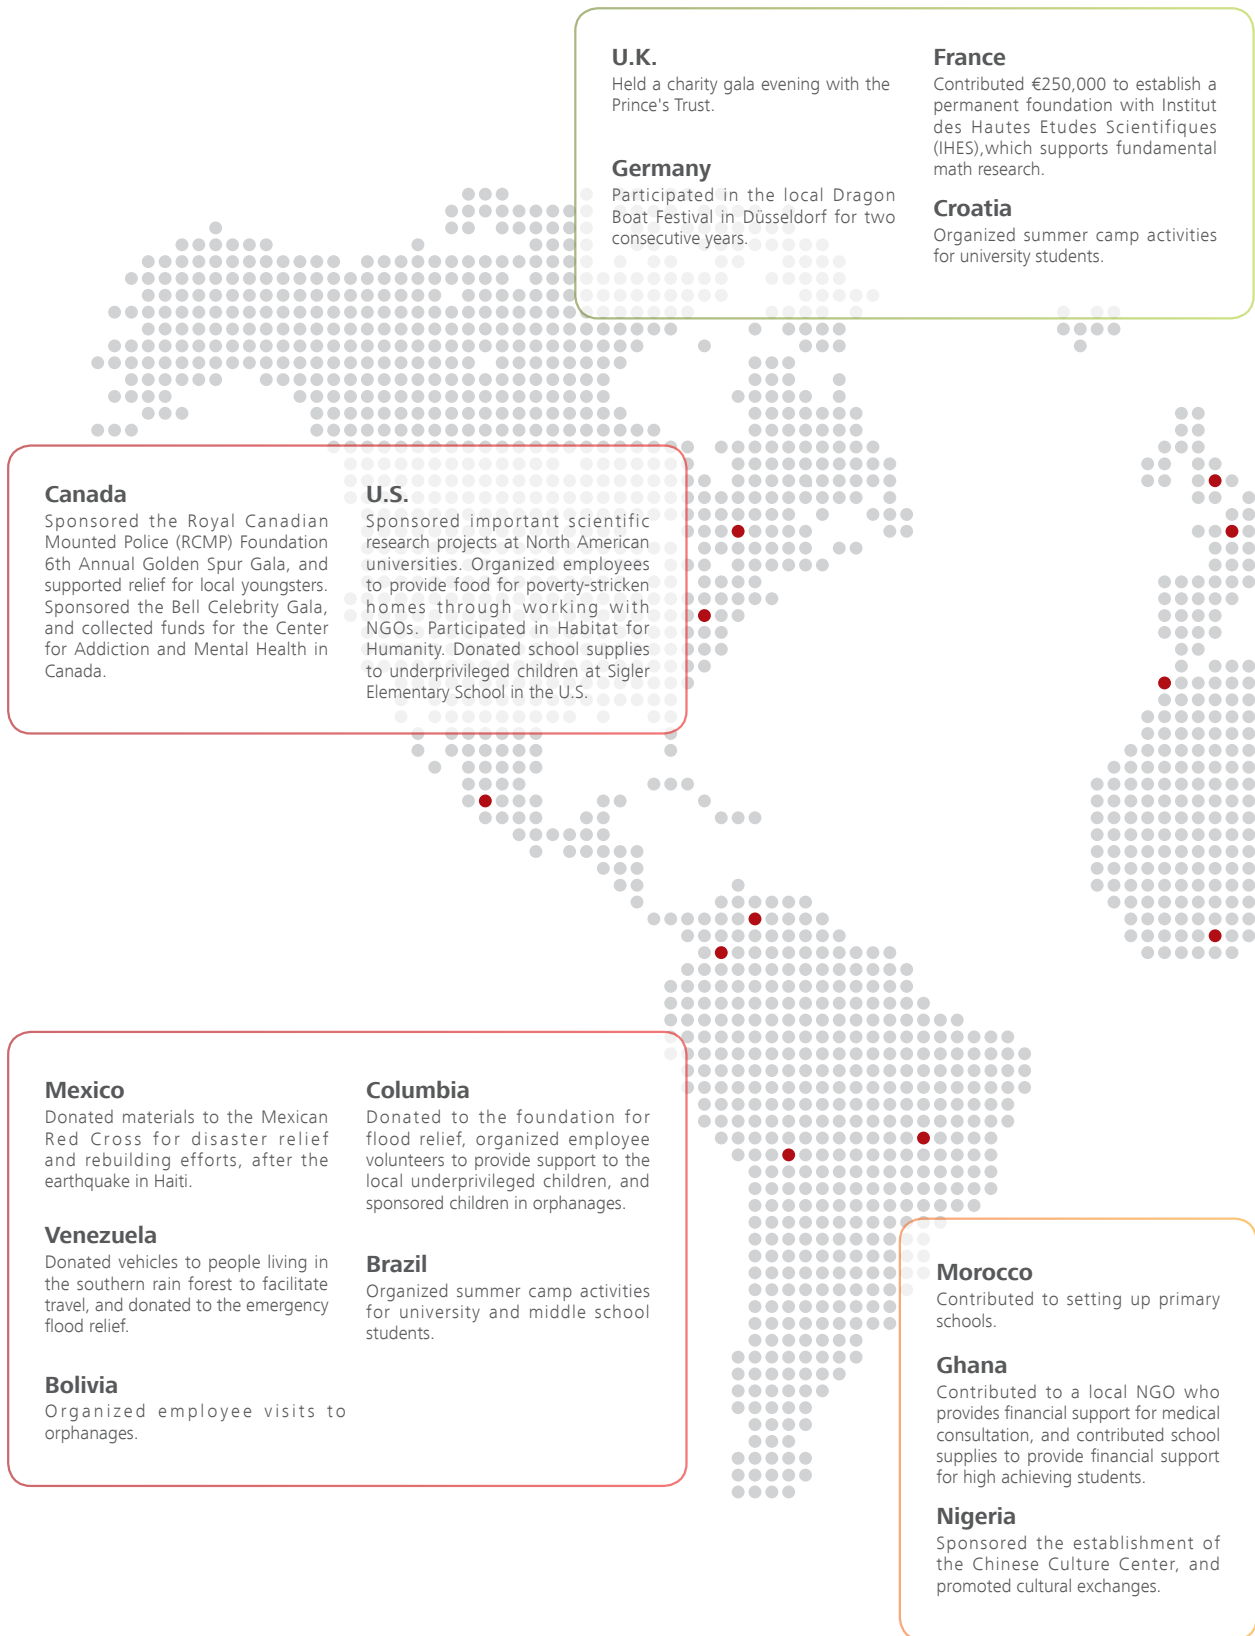 U.K.
Held a charity gala evening with the
Prince's Trust.
Germany
Participated in the local Dragon
Boat Festival in Düsseldorf for two
consecutive years.
France
Contributed €250,000 to establish a
permanent foundation with Institut
des Hautes Etudes Scientifiques
(IHES),which supports fundamental
math research.
Croatia
Organized summer camp activities
for university students.
Canada
Sponsored the Royal Canadian
Mounted Police (RCMP) Foundation
6th Annual Golden Spur Gala, and
supported relief for local youngsters.
Sponsored the Bell Celebrity Gala,
and collected funds for the Center
for Addiction and Mental Health in
Canada.
U.S.
Sponsored important scientific
research projects at North American
universities. Organized employees
to provide food for poverty-stricken
homes through working with
NGOs. Participated in Habitat for
Humanity. Donated school supplies
to underprivileged children at Sigler
Elementary School in the U.S.
Mexico
Donated materials to the Mexican
Red Cross for disaster relief
and rebuilding efforts, after the
earthquake in Haiti.
Venezuela
Donated vehicles to people living in
the southern rain forest to facilitate
travel, and donated to the emergency
flood relief.
Bolivia
Organized employee visits to
orphanages.
Columbia
Donated to the foundation for
flood relief, organized employee
volunteers to provide support to the
local underprivileged children, and
sponsored children in orphanages.
Brazil
Organized summer camp activities
for university and middle school
students.
Morocco
Contributed to setting up primary
schools.
Ghana
Contributed to a local NGO who
provides financial support for medical
consultation, and contributed school
supplies to provide financial support
for high achieving students.
Nigeria
Sponsored the establishment of
the Chinese Culture Center, and
promoted cultural exchanges.